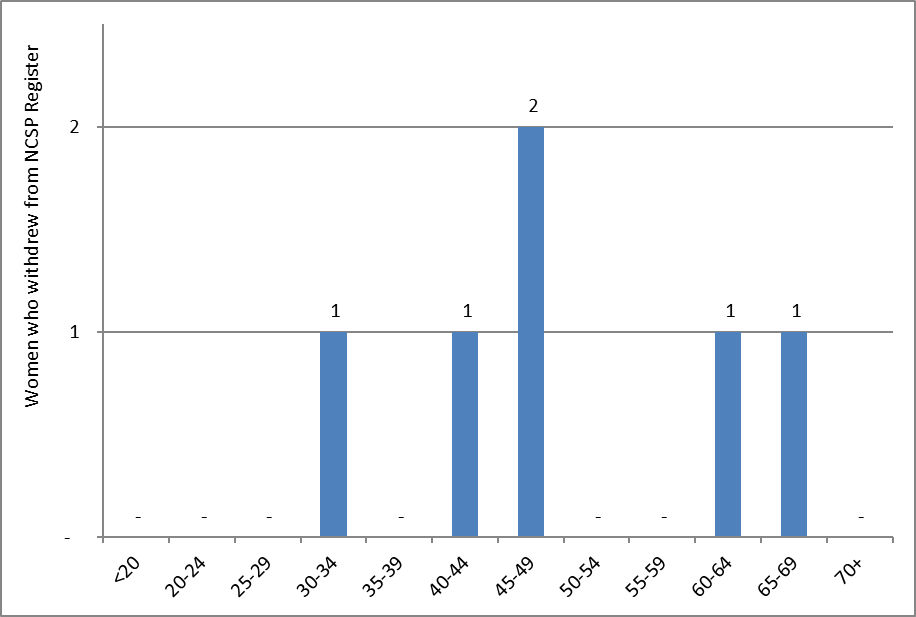 Women who withdrew from NCSP Register
2
1
-
- - - 1 - 1 2 - - 1 1 -
<20 20-24 25-29 30-34 35-39 40-44 45-49 50-54 55-59 60-64 65-69 70+